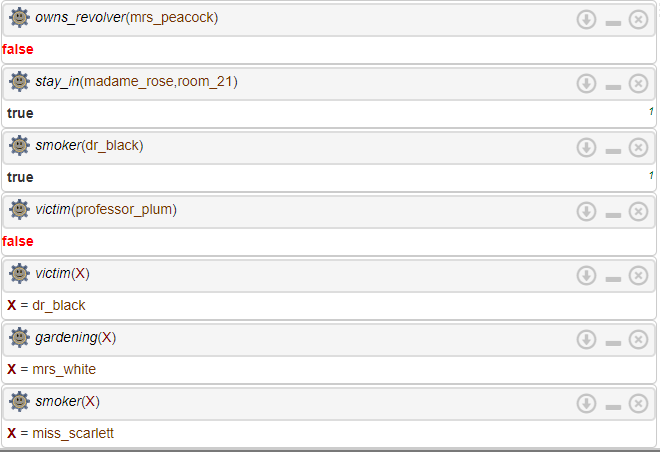 owns_revolver(mrs_peacock)
false
stay_in(madame_rose,room_21)
true 1
smoker(dr_black)
true 1
victim(professor_plum)
false
victim(X)
X = dr_black
gardening(X)
X = mrs_white
smoker(X)
X = miss_scarlett